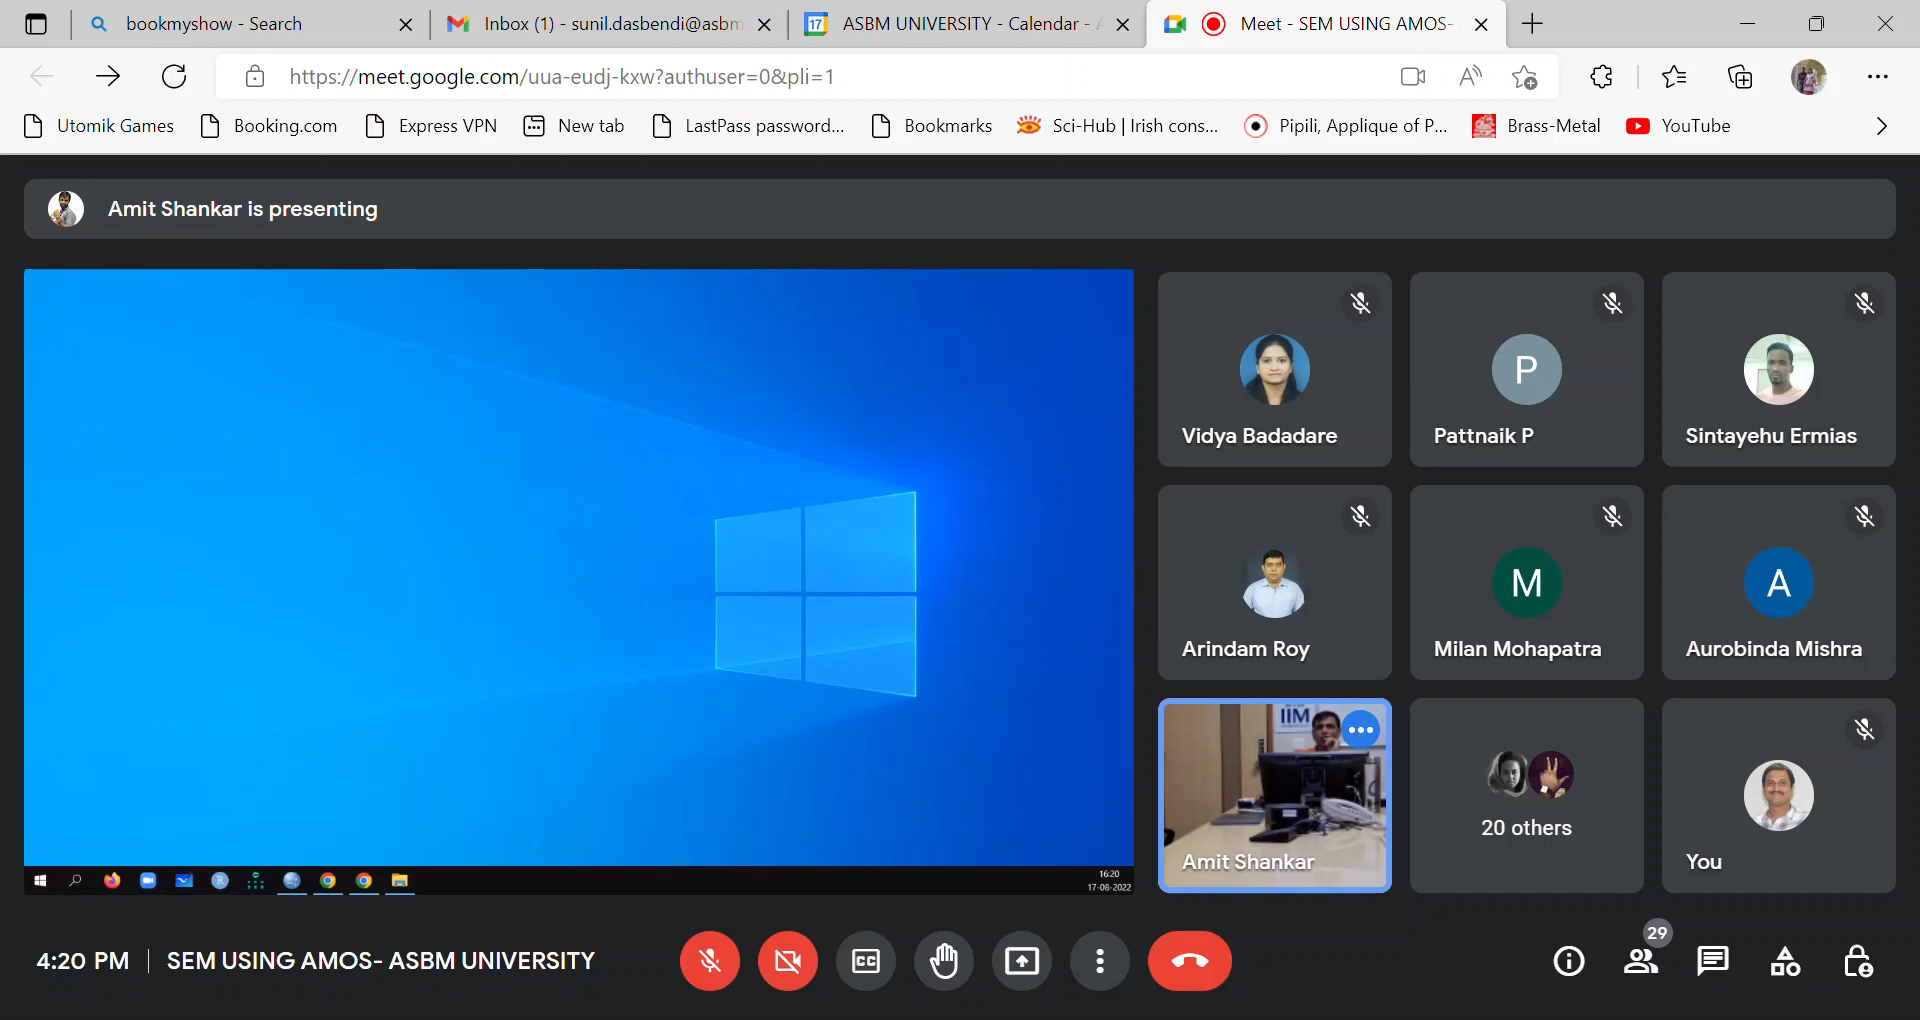 bookmyshow - Search
Inbox (1) - sunil.dasbendi@asbm
17
ASBM UNIVERSITY - Calendar - A
Meet - SEM USING AMOS-
https://meet.google.com/uua-eudj-kxw?authuser=0&pli=1
Utomik Games
Booking.com
Express VPN
New tab
LastPass password...
Bookmarks
Sci-Hub | Irish cons...
Pipili, Applique of P...
Brass-Metal
YouTube
Amit Shankar is presenting
Vidya Badadare
P
Pattnaik P
Sintayehu Ermias
Arindam Roy
M
Milan Mohapatra
A
Aurobinda Mishra
IIM
Amit Shankar
20 others
You
R
16:20
17-08-2022
4:20 PM
SEM USING AMOS- ASBM UNIVERSITY
CC
29